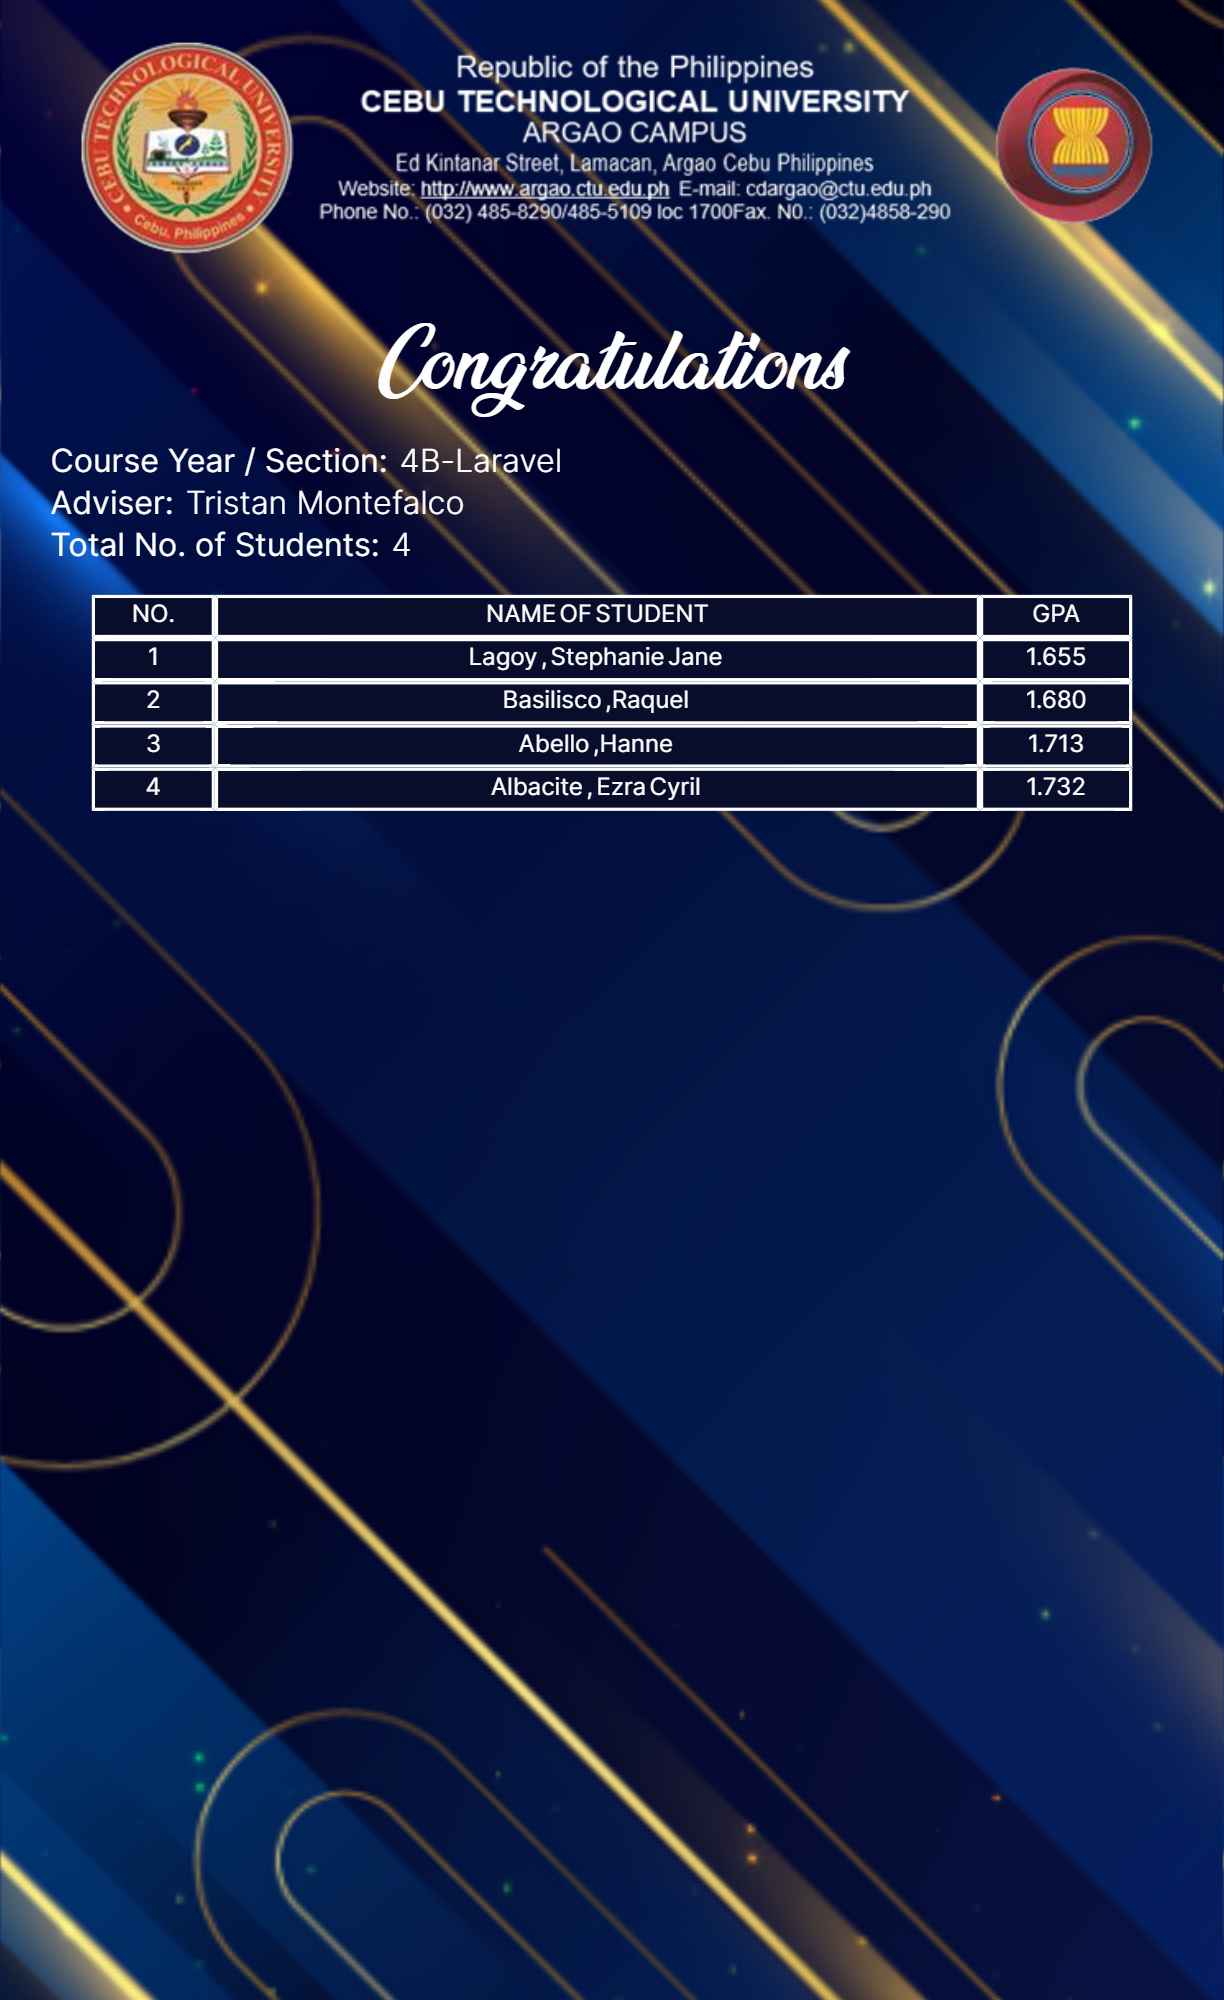 CEBU TECHNOLOGICAL UNIVERSITY
Cebu, Philippines
Republic of the Philippines
CEBU TECHNOLOGICAL UNIVERSITY
ARGAO CAMPUS
Ed Kintanar Street, Lamacan, Argao Cebu Philippines
Website: http://www.argao.ctu.edu.ph E-mail: cdargao@ctu.edu.ph
Phone No.: (032) 485-8290/485-5109 loc 1700Fax. N0.: (032)4858-290
Congratulations
Course Year / Section: 4B-Laravel
Adviser: Tristan Montefalco
Total No. of Students: 4
NO. NAME OF STUDENT GPA
1 Lagoy , Stephanie Jane 1.655
2 Basilisco ,Raquel 1.680
3 Abello ,Hanne 1.713
4 Albacite , Ezra Cyril 1.732